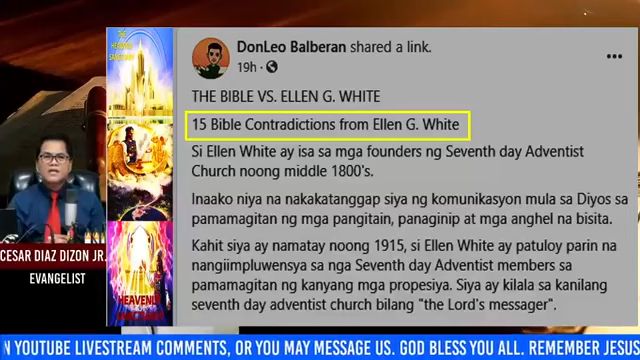 THE
HEAVENLY
SANCTUARY
DonLeo Balberan shared a link.
19h
THE BIBLE VS. ELLEN G. WHITE
15 Bible Contradictions from Ellen G. White
Si Ellen White ay isa sa mga founders ng Seventh day Adventist
Church noong middle 1800's.
Inaako niya na nakakatanggap siya ng komunikasyon mula sa Diyos sa
pamamagitan ng mga pangitain, panaginip at mga anghel na bisita.
Kahit siya ay namatay noong 1915, si Ellen White ay patuloy parin na
nangiimpluwensya sa nga Seventh day Adventist members sa
pamamagitan ng kanyang mga propesiya. Siya ay kilala sa kanilang
seventh day adventist church bilang "the Lord's messager".
CESAR DIAZ DIZON JR.
EVANGELIST
HEAVENLY
SANCTUARY
N YOUTUBE LIVESTREAM COMMENTS, OR YOU MAY MESSAGE US. GOD BLESS YOU ALL. REMEMBER JESUS